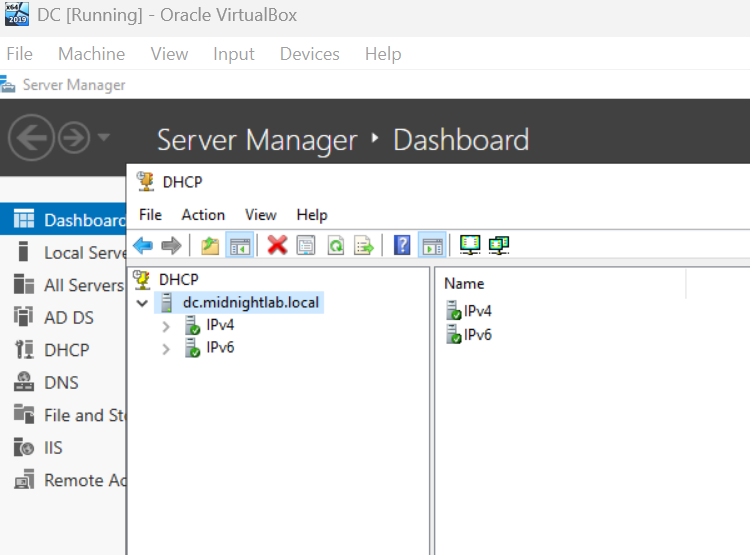 x64
2019
DC [Running] - Oracle VirtualBox
File Machine View Input Devices Help
Server Manager
Server Manager ‣ Dashboard
DHCP
File Action View Help
Dashboard
Local Serve
All Servers
AD DS
DHCP
DNS
File and Sto
IIS
Remote Ac
DHCP
dc.midnightlab.local
IPv4
IPv6
Name
IPv4
IPv6